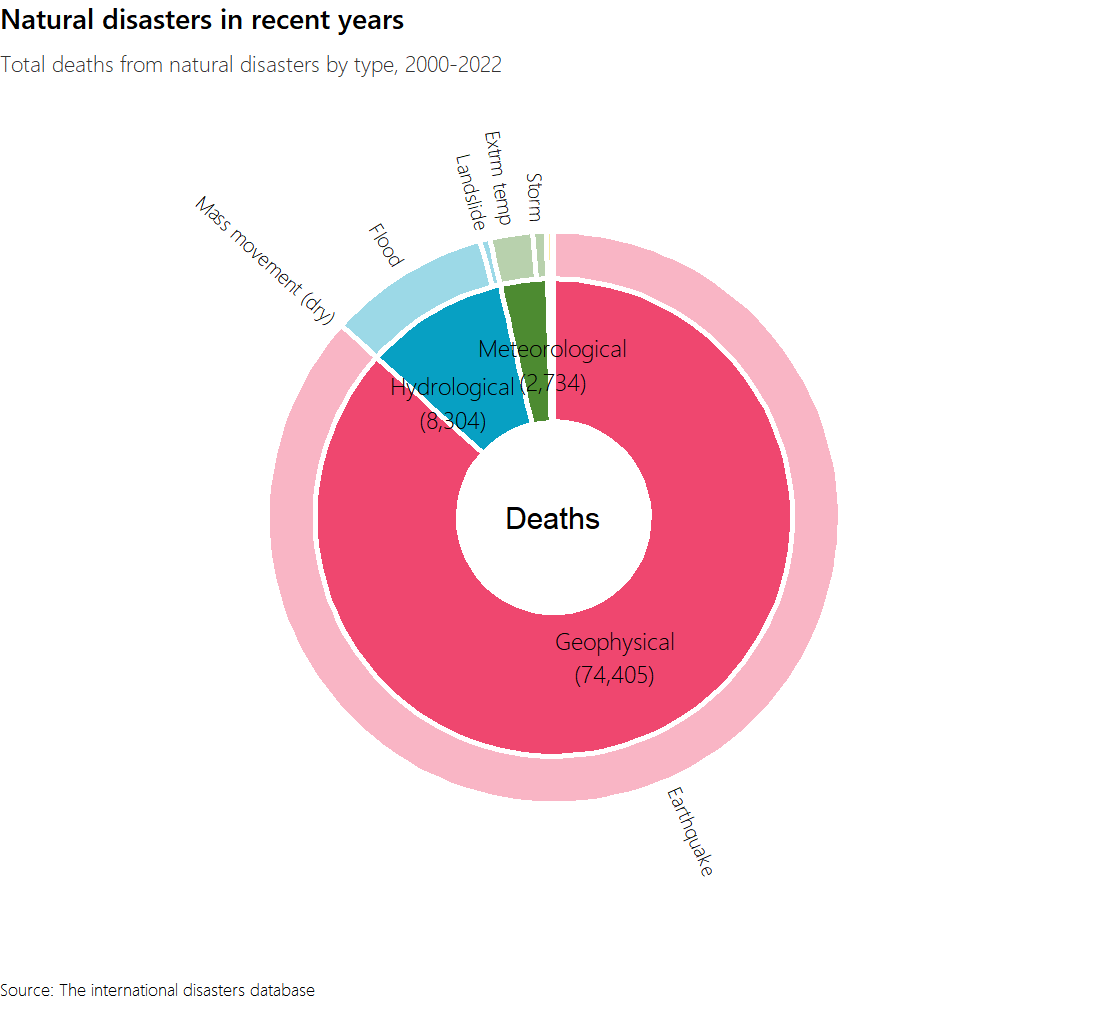 Natural disasters in recent years
Total deaths from natural disasters by type, 2000-2022
Extrm temp
Landslide
Storm
Mass movement (dry)
Flood
Meteorological
(2,734)
Hydrological
(8,304)
Deaths
Geophysical
(74,405)
Earthquake
Source: The international disasters database